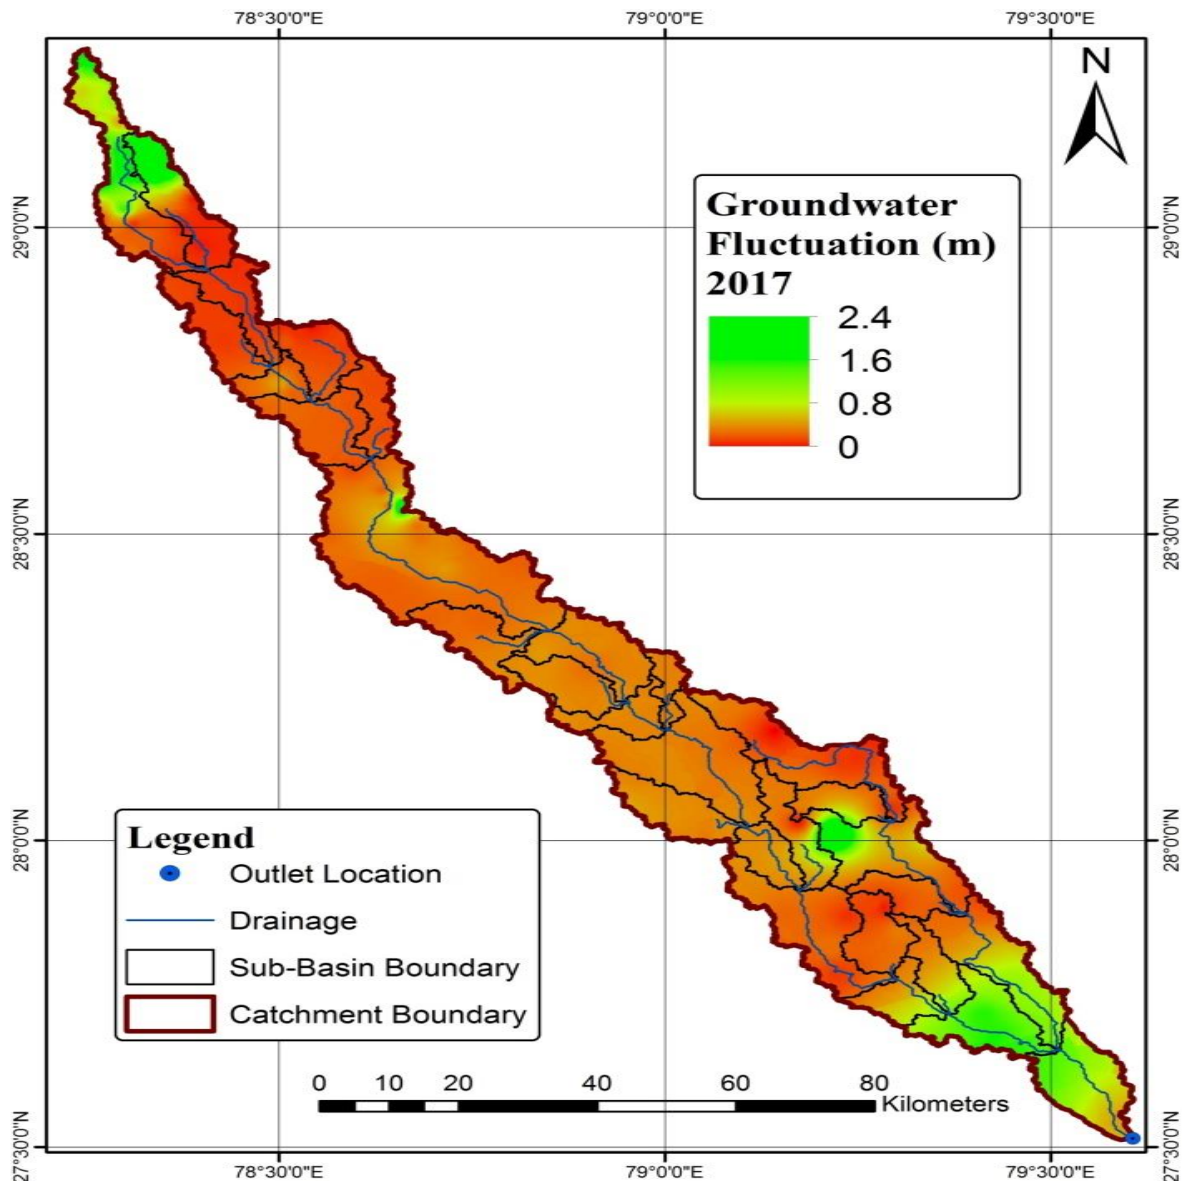 78°30'0"E 79°0'0"E 79°30'0"E
N
29°0'0"N 29°0'0"N
Groundwater
Fluctuation (m)
2017
2.4
1.6
0.8
0
28°30'0"N 28°30'0"N
28°0'0"N 28°0'0"N
Legend
Outlet Location
Drainage
Sub-Basin Boundary
Catchment Boundary
0 10 20 40 60 80
Kilometers
27°30'0"N 27°30'0"N
78°30'0"E 79°0'0"E 79°30'0"E